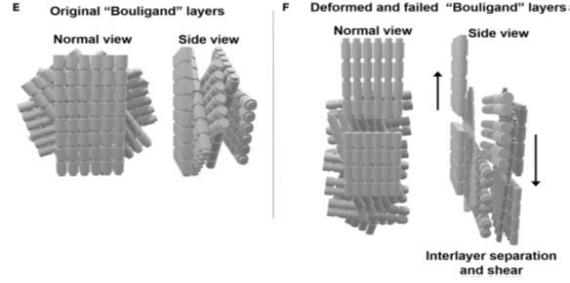 E
Original “Bouligand” layers
Normal view
Side view
F
Deformed and failed “Bouligand” layers
Normal view
Side view
Interlayer separation
and shear